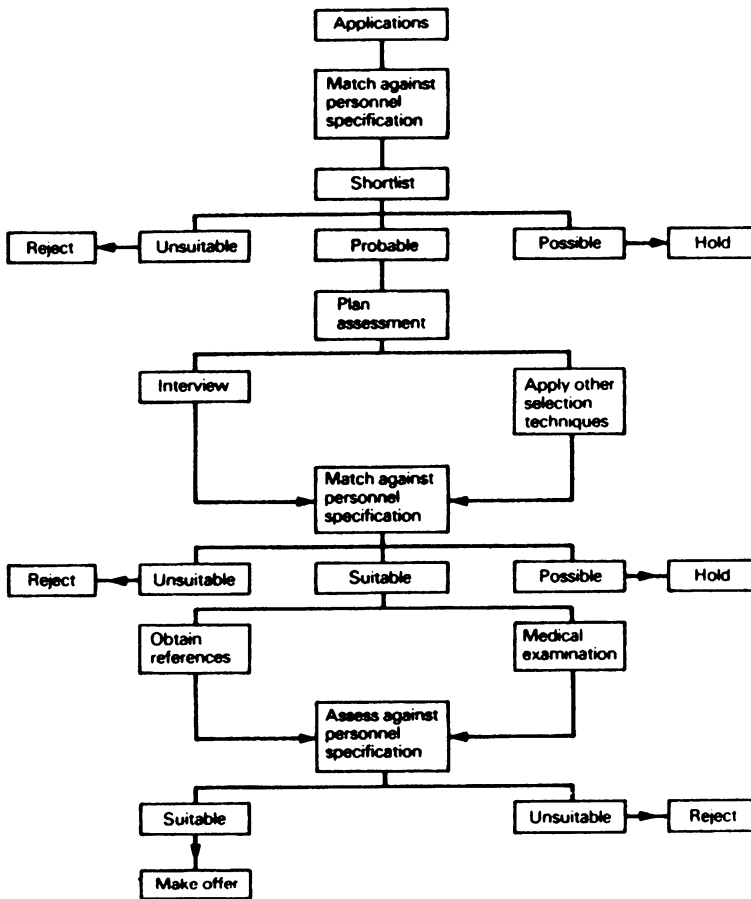 Applications
Match against
personnel
specification
Shortlist
Reject
Unsuitable
Probable
Possible
Hold
Plan
assessment
Interview
Apply other
selection
techniques
Match against
personnel
specification
Reject
Unsuitable
Suitable
Possible
Hold
Obtain
references
Medical
examination
Assess against
personnel
specification
Suitable
Unsuitable
Reject
Make offer